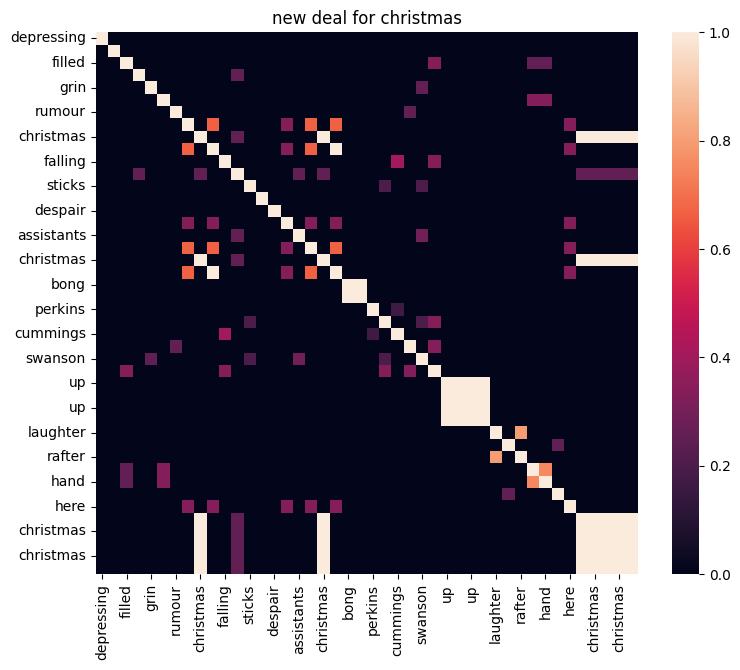 new deal for christmas
depressing
filled
grin
rumour
christmas
falling
sticks
despair
assistants
christmas
bong
perkins
cummings
swanson
up
up
laughter
rafter
hand
here
christmas
christmas
1.0
0.8
0.6
0.4
0.2
0.0
depressing
filled
grin
rumour
christmas
falling
sticks
despair
assistants
christmas
bong
perkins
cummings
swanson
up
up
laughter
rafter
hand
here
christmas
christmas